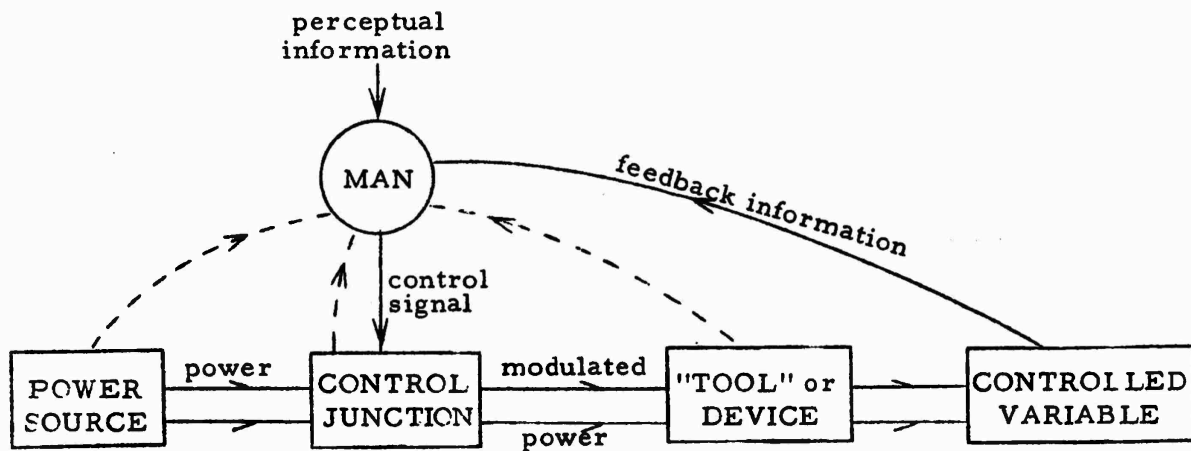 perceptual
information
MAN
feedback information
control
signal
power
modulated
POWER
SOURCE
CONTROL
JUNCTION
"TOOL" or
DEVICE
CONTROLLED
VARIABLE
power